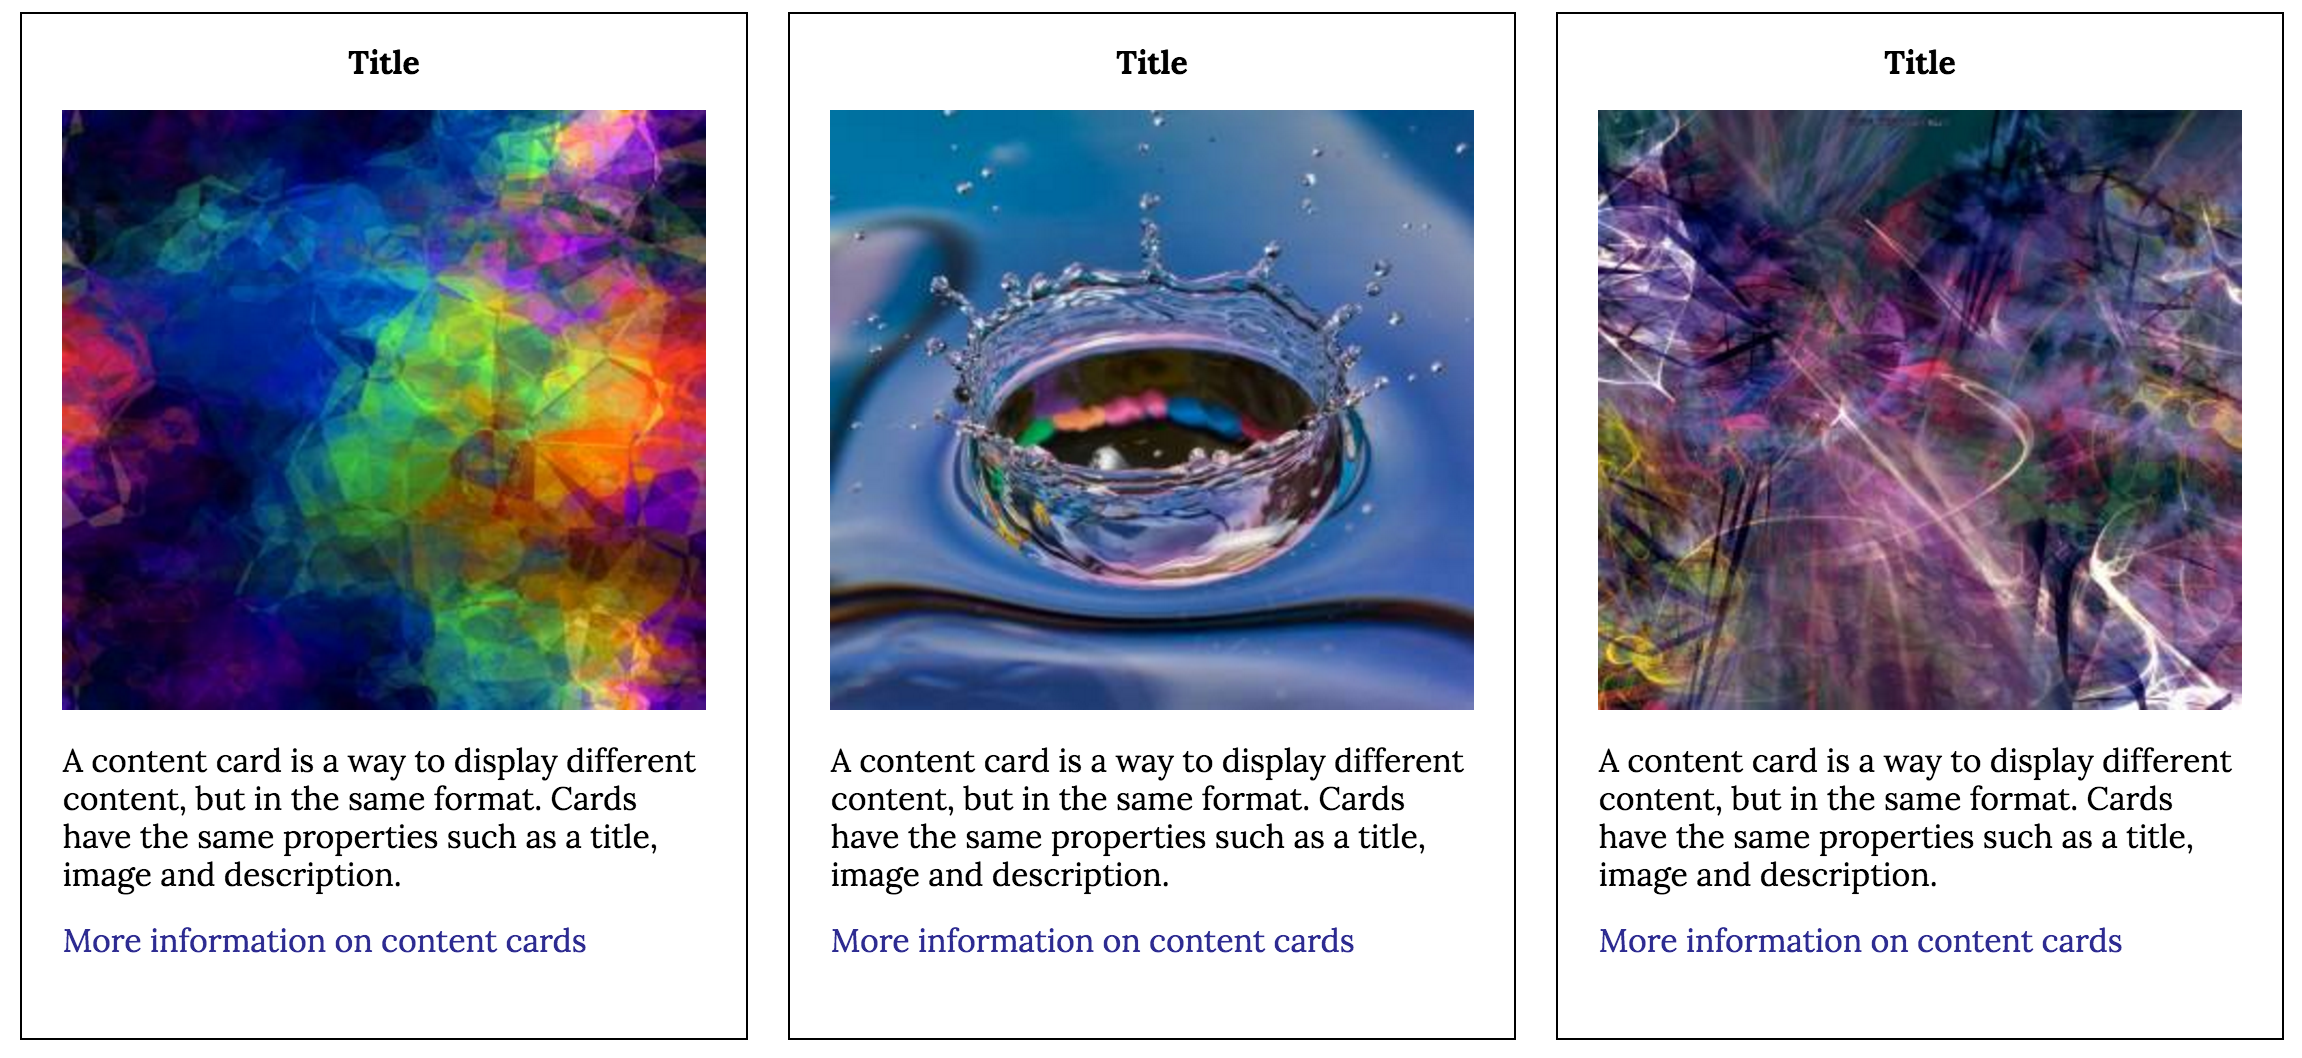 Title
A content card is a way to display different
content, but in the same format. Cards
have the same properties such as a title,
image and description.
More information on content cards
Title
A content card is a way to display different
content, but in the same format. Cards
have the same properties such as a title,
image and description.
More information on content cards
Title
A content card is a way to display different
content, but in the same format. Cards
have the same properties such as a title,
image and description.
More information on content cards